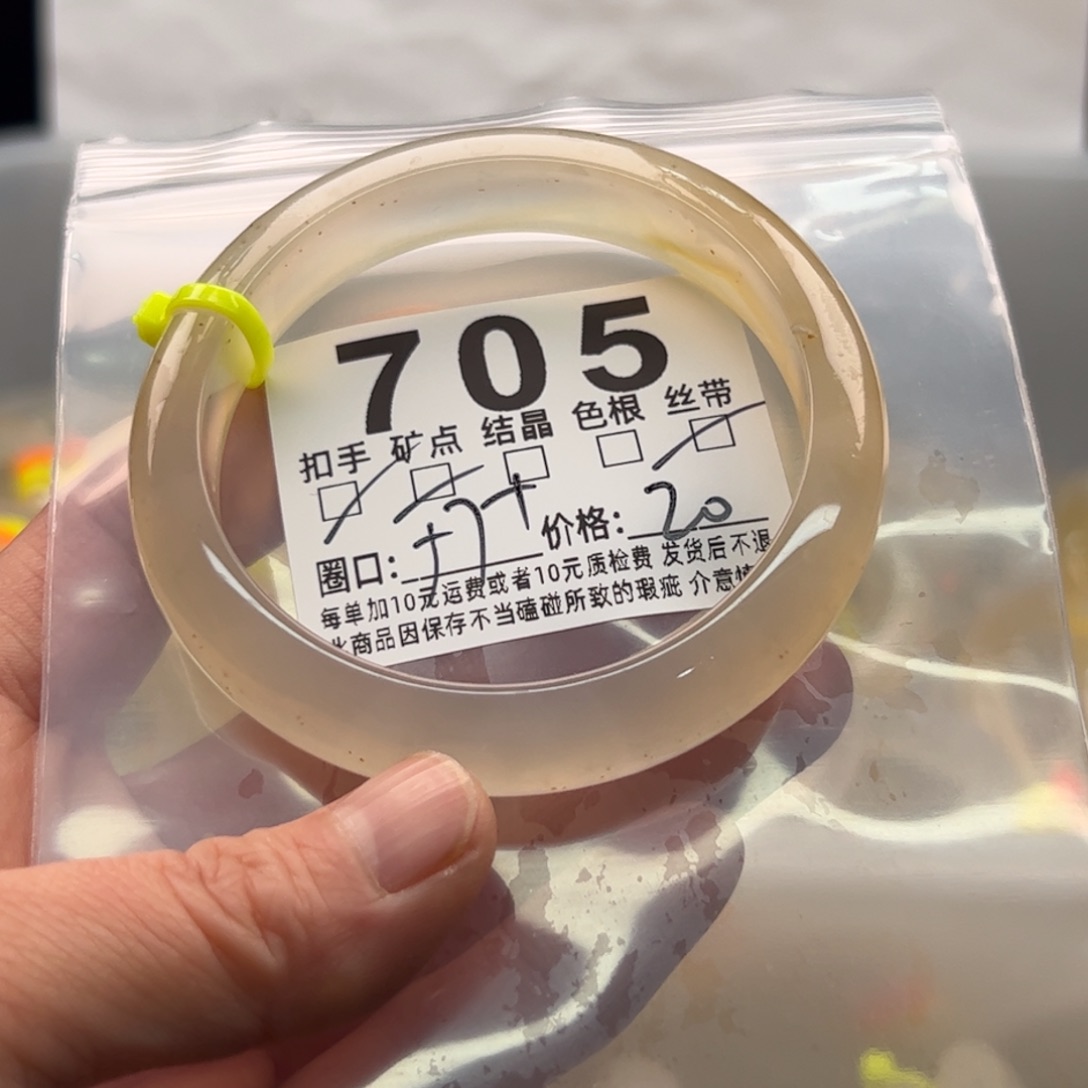 705
扣手 矿点 结晶 色根 丝带
圈口: 价格: 20
每单加10元运费或者10元质检费 发货后不退
此商品因保存不当磕碰所致的瑕疵 介意慎